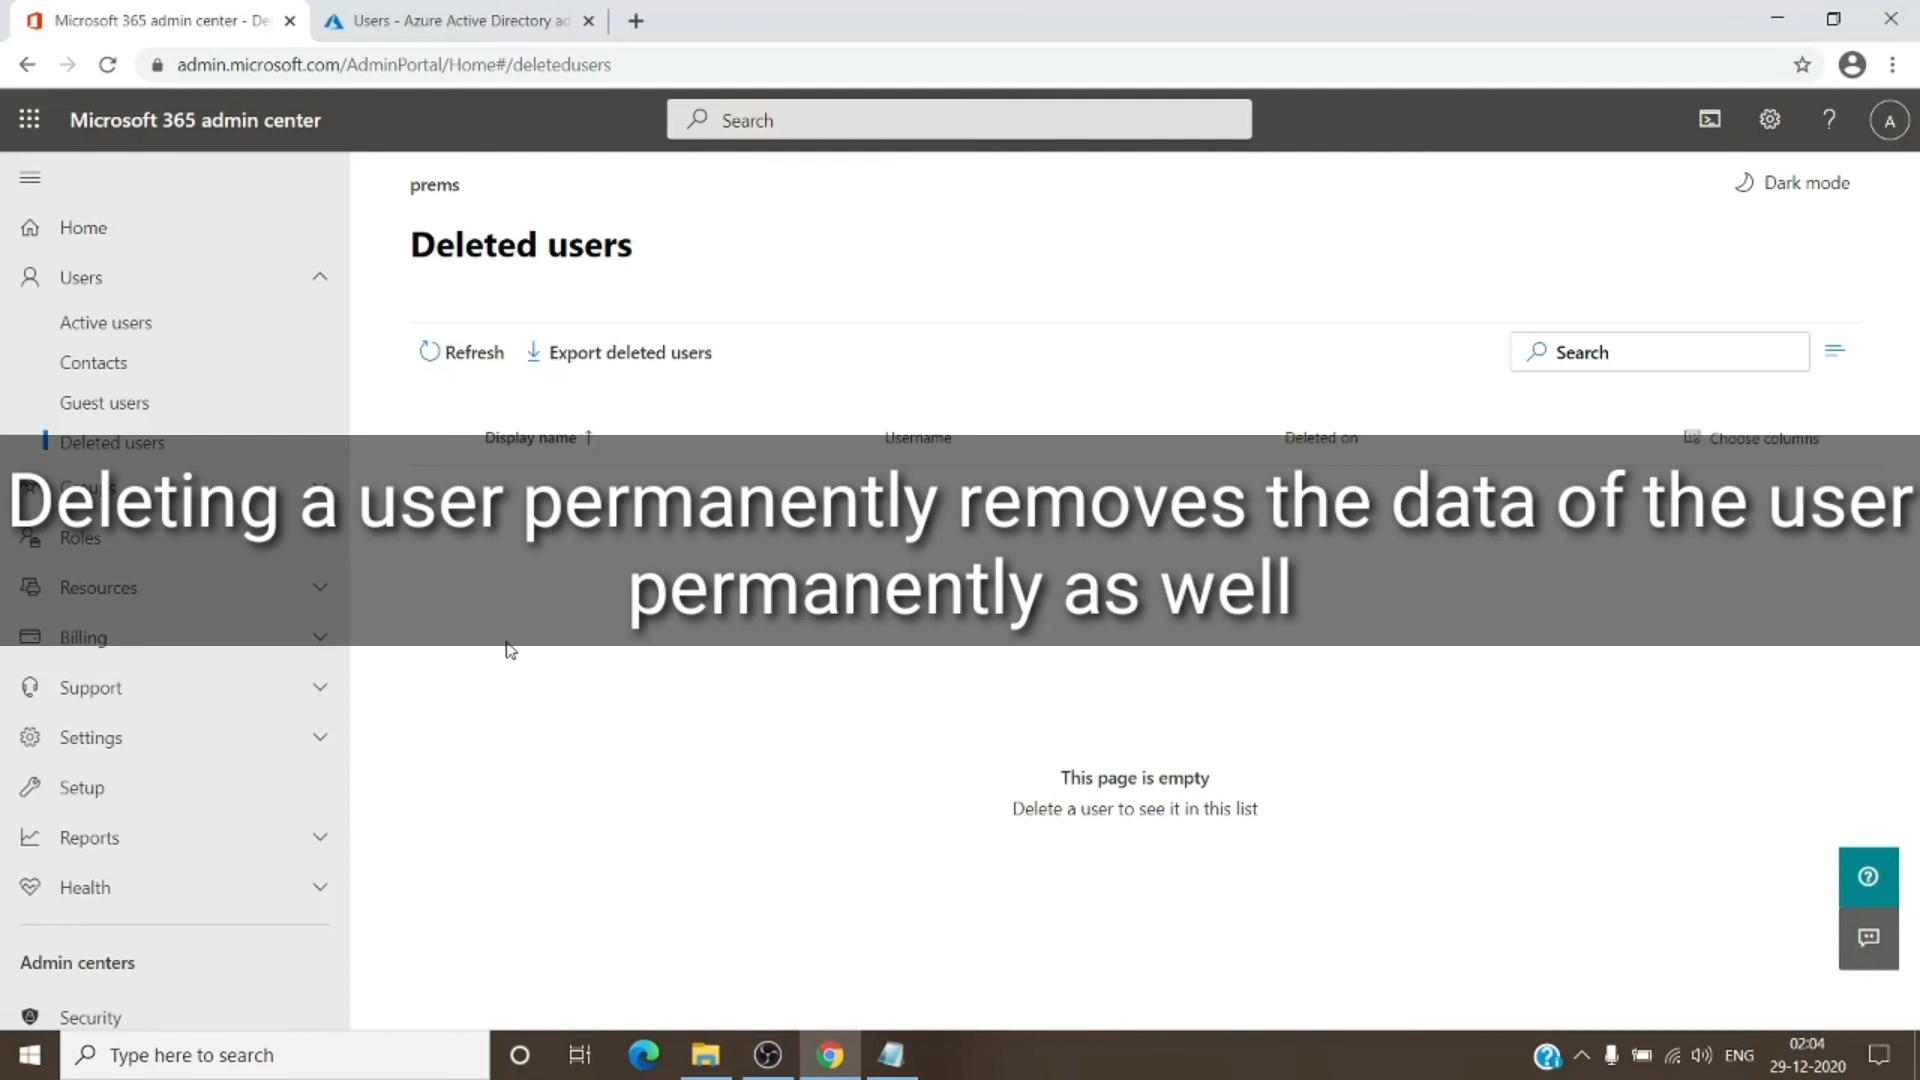 Microsoft 365 admin center - De
Users - Azure Active Directory ad
admin.microsoft.com/AdminPortal/Home#/deletedusers
Microsoft 365 admin center
Search
A
prems
Dark mode
Deleted users
Home
Users
Active users
Contacts
Guest users
Deleted users
Groups
Roles
Resources
Billing
Support
Settings
Setup
Reports
Health
Admin centers
Security
Refresh
Export deleted users
Search
Display name ↑
Username
Deleted on
Choose columns
Deleting a user permanently removes the data of the user
permanently as well
This page is empty
Delete a user to see it in this list
Type here to search
ENG
02:04
29-12-2020